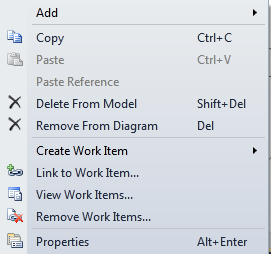 Add
Copy Ctrl+C
Paste Ctrl+V
Paste Reference
Delete From Model Shift+Del
Remove From Diagram Del
Create Work Item
Link to Work Item...
View Work Items...
Remove Work Items...
Properties Alt+Enter